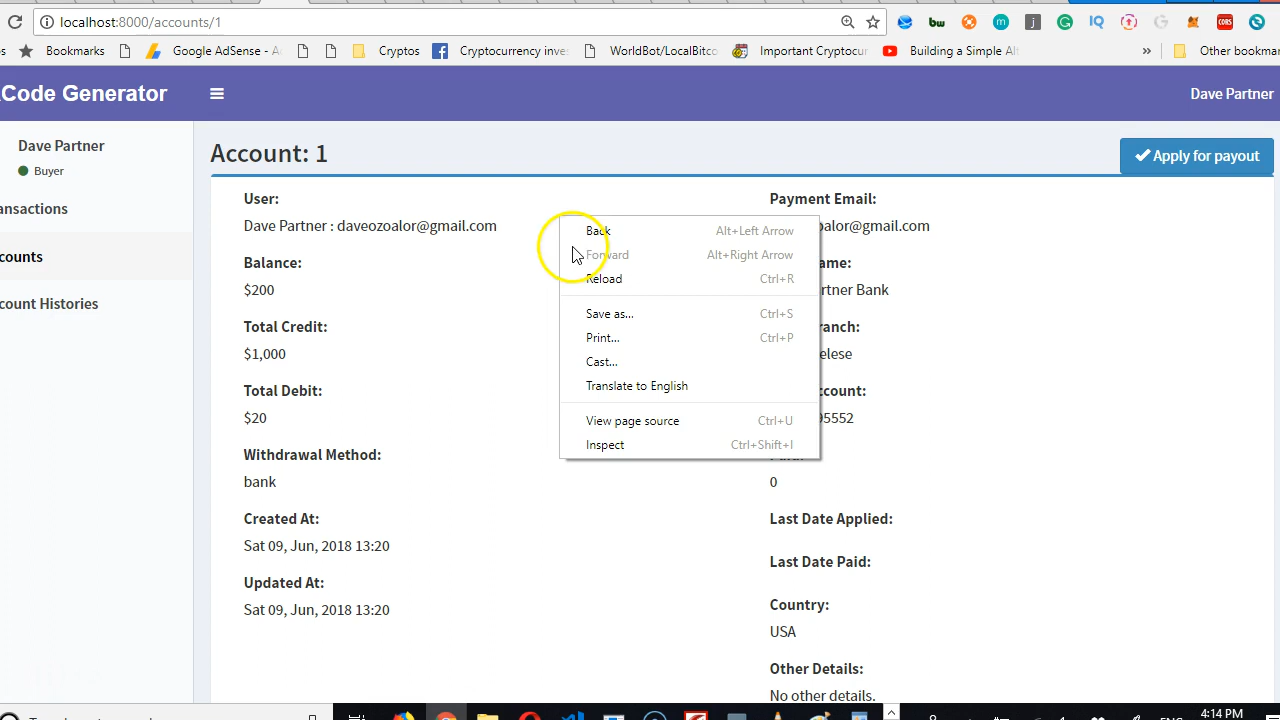 localhost:8000/accounts/1
Bookmarks
Google AdSense -
Cryptos
Cryptocurrency inve
WorldBot/LocalBitco
Important Cryptocur
Building a Simple Al
»
Other bookmar
Code Generator
Dave Partner
Dave Partner
Buyer
ansactions
counts
count Histories
Account: 1
Apply for payout
User:
Dave Partner : daveozoalor@gmail.com
Balance:
$200
Total Credit:
$1,000
Total Debit:
$20
Withdrawal Method:
bank
Created At:
Sat 09, Jun, 2018 13:20
Updated At:
Sat 09, Jun, 2018 13:20
Back Alt+Left Arrow
Forward Alt+Right Arrow
Reload Ctrl+R
Save as... Ctrl+S
Print... Ctrl+P
Cast...
Translate to English
View page source Ctrl+U
Inspect Ctrl+Shift+I
Payment Email:
oalor@gmail.com
ame:
rtner Bank
ranch:
elese
ccount:
95552
0
Last Date Applied:
Last Date Paid:
Country:
USA
Other Details:
No other details.
ENG
4:14 PM